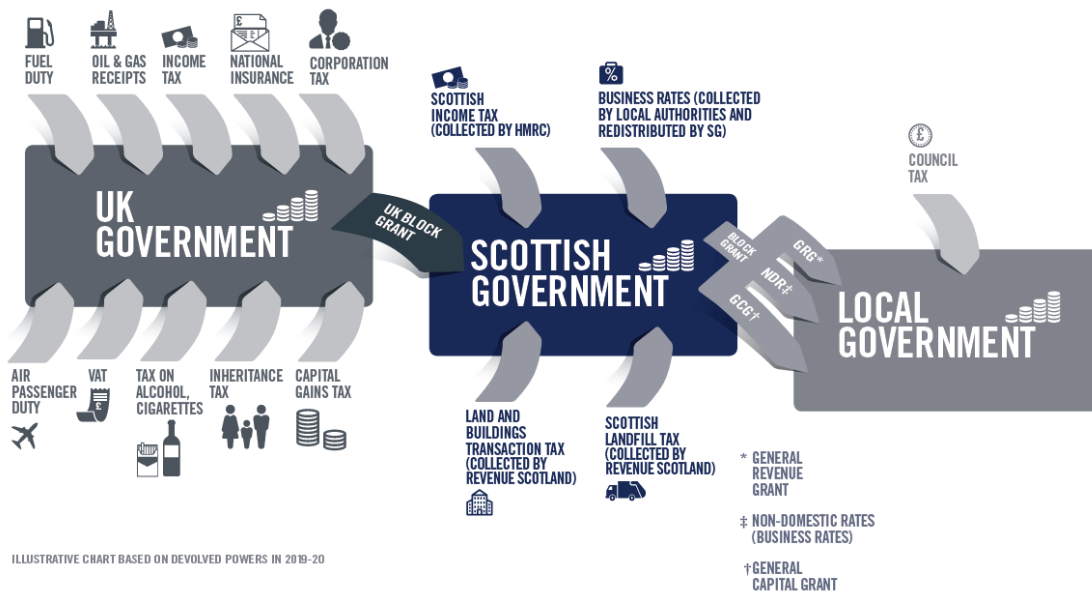 FUEL
DUTY
OIL & GAS
RECEIPTS
INCOME
TAX
£
NATIONAL
INSURANCE
CORPORATION
TAX
UK
GOVERNMENT
AIR
PASSENGER
DUTY
VAT
£
TAX ON
ALCOHOL,
CIGARETTES
INHERITANCE
TAX
CAPITAL
GAINS TAX
UK BLOCK
GRANT
SCOTTISH
INCOME TAX
(COLLECTED BY HMRC)
%
BUSINESS RATES (COLLECTED
BY LOCAL AUTHORITIES AND
REDISTRIBUTED BY SG)
SCOTTISH
GOVERNMENT
LAND AND
BUILDINGS
TRANSACTION TAX
(COLLECTED BY
REVENUE SCOTLAND)
SCOTTISH
LANDFILL TAX
(COLLECTED BY
REVENUE SCOTLAND)
BLOCK
GRANT
GRG*
NDR‡
GCG†
£
COUNCIL
TAX
LOCAL
GOVERNMENT
* GENERAL
REVENUE
GRANT
‡ NON-DOMESTIC RATES
(BUSINESS RATES)
†GENERAL
CAPITAL GRANT
ILLUSTRATIVE CHART BASED ON DEVOLVED POWERS IN 2019-20